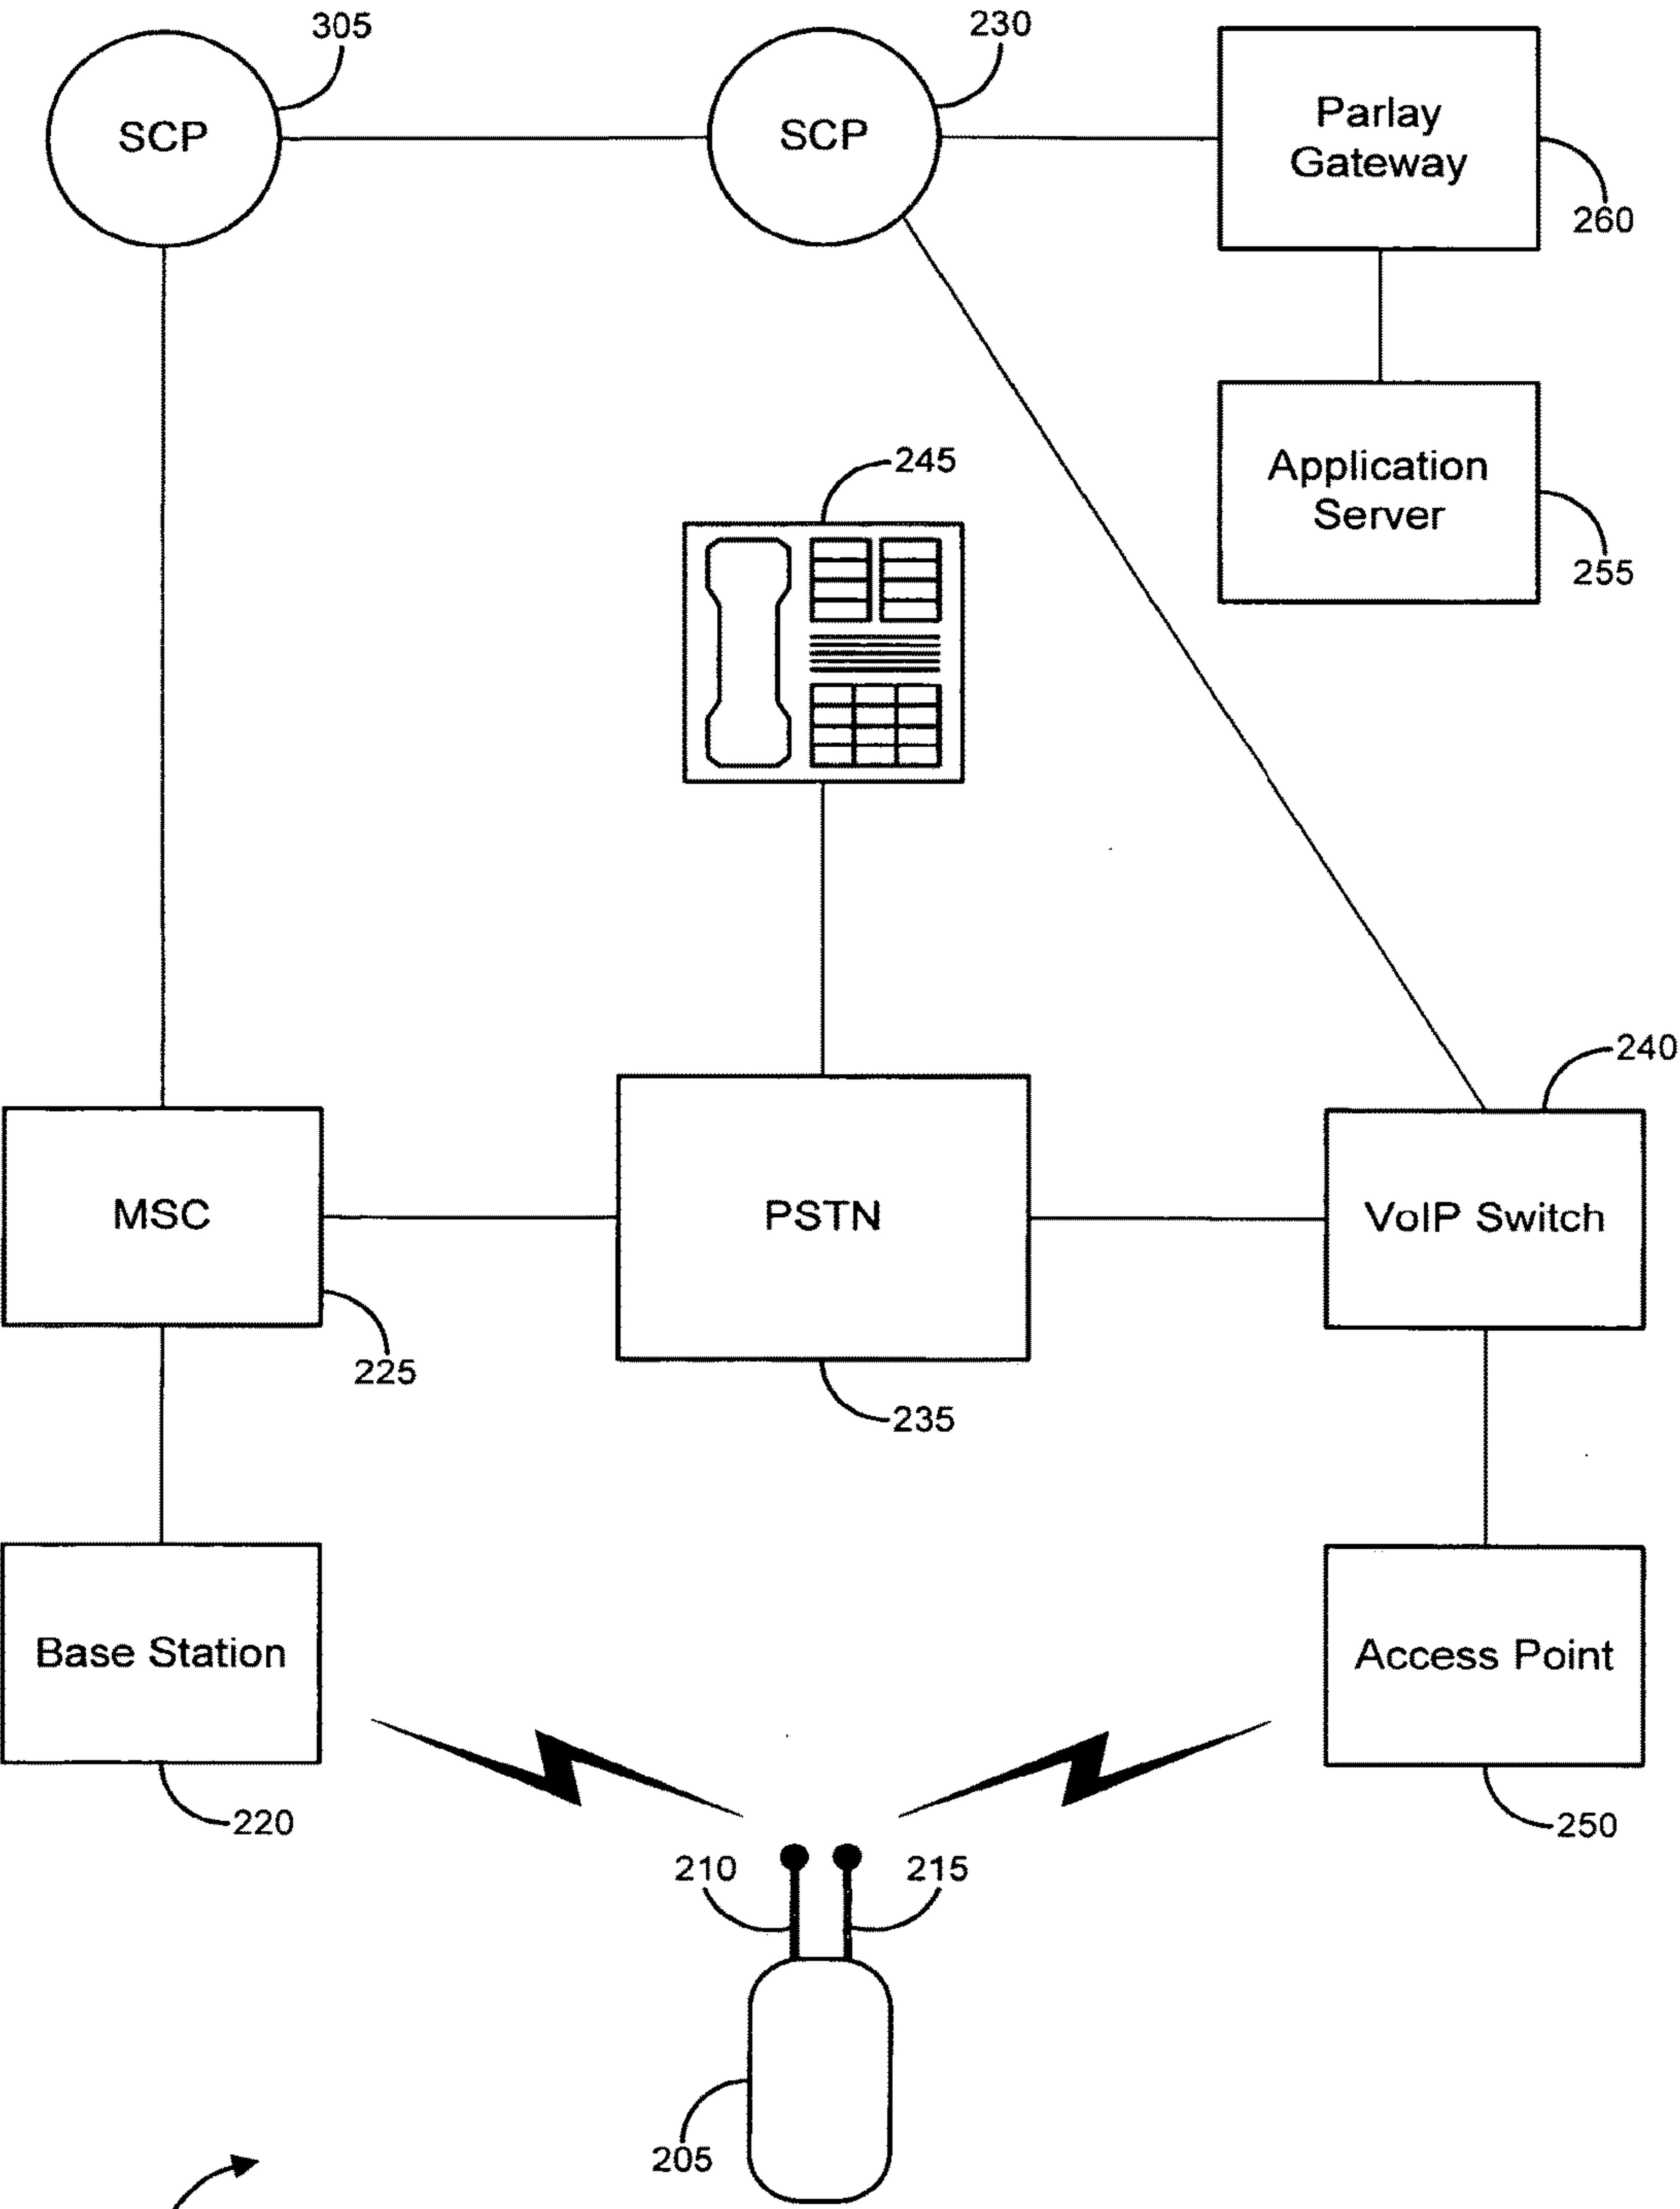 305
230
SCP
SCP
Parlay
Gateway
260
245
Application
Server
255
240
MSC
PSTN
VoIP Switch
225
235
Base Station
Access Point
220
250
210
215
205